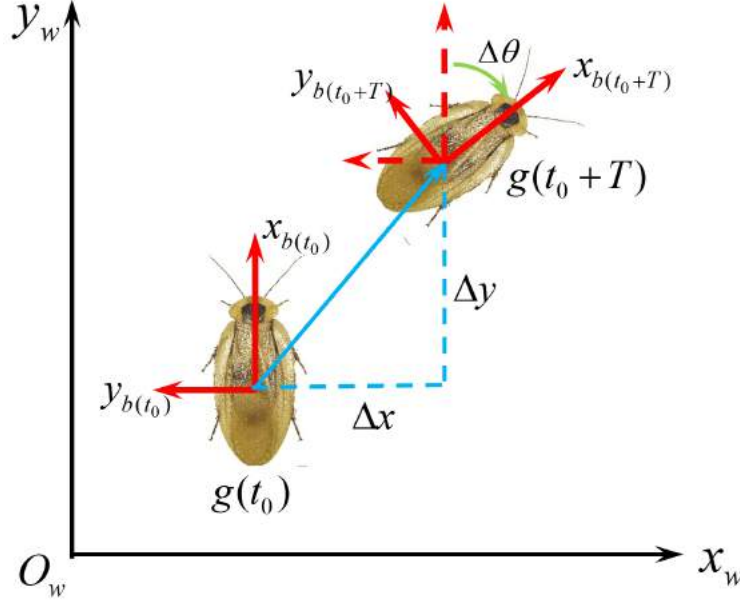 y_w
Δθ
x_{b(t_0+T)}
y_{b(t_0+T)}
g(t_0 + T)
x_{b(t_0)}
Δy
y_{b(t_0)}
Δx
g(t_0)
O_w
x_w